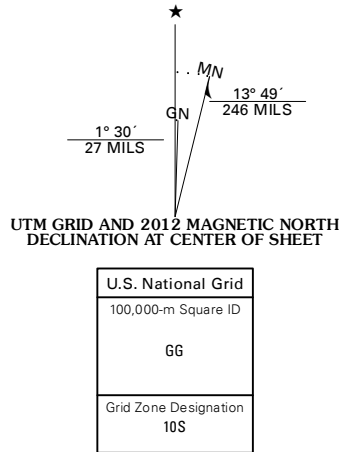 ★
MN
GN
13° 49´
246 MILS
1° 30´
27 MILS
UTM GRID AND 2012 MAGNETIC NORTH
DECLINATION AT CENTER OF SHEET
U.S. National Grid
100,000-m Square ID
GG
Grid Zone Designation
10S